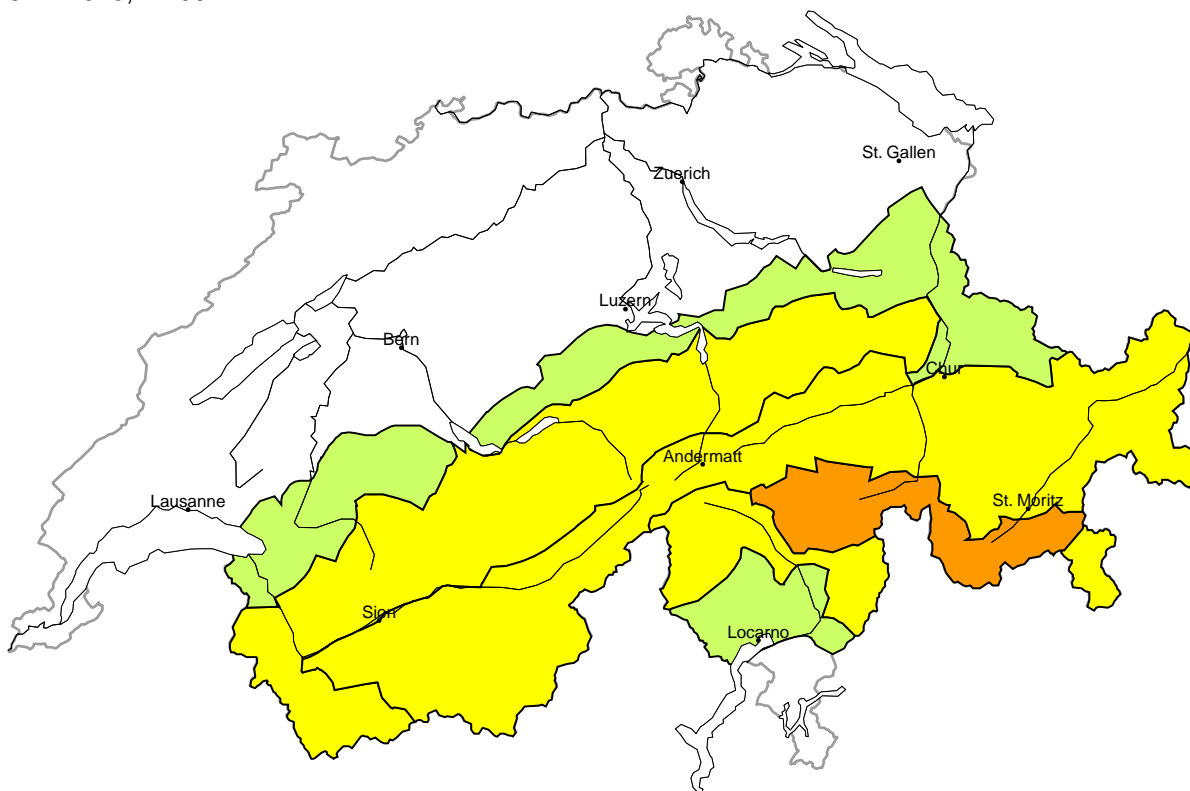 St. Gallen
Zuerich
Luzern
Bern
Chur
Andermatt
Lausanne
St. Moritz
Sion
Locarno